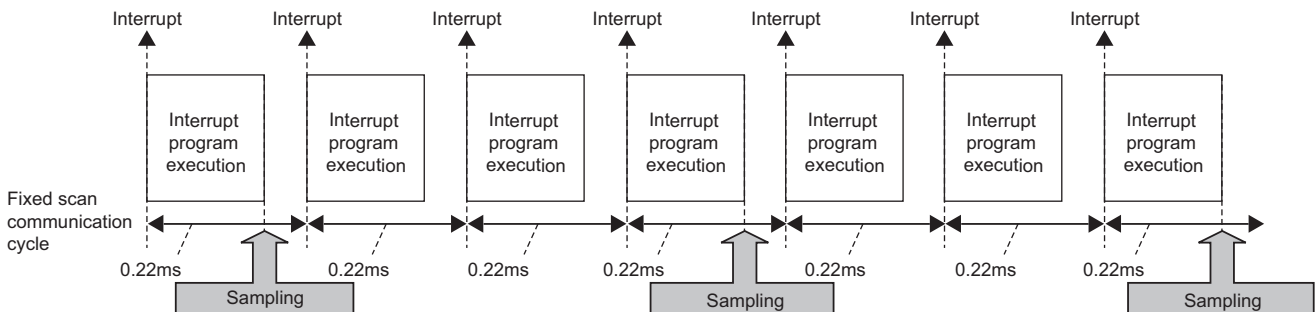 Interrupt Interrupt Interrupt Interrupt Interrupt Interrupt Interrupt
Interrupt Interrupt Interrupt Interrupt Interrupt Interrupt Interrupt
program program program program program program program
execution execution execution execution execution execution execution
Fixed scan
communication
cycle
0.22ms 0.22ms 0.22ms 0.22ms 0.22ms 0.22ms 0.22ms
Sampling Sampling Sampling